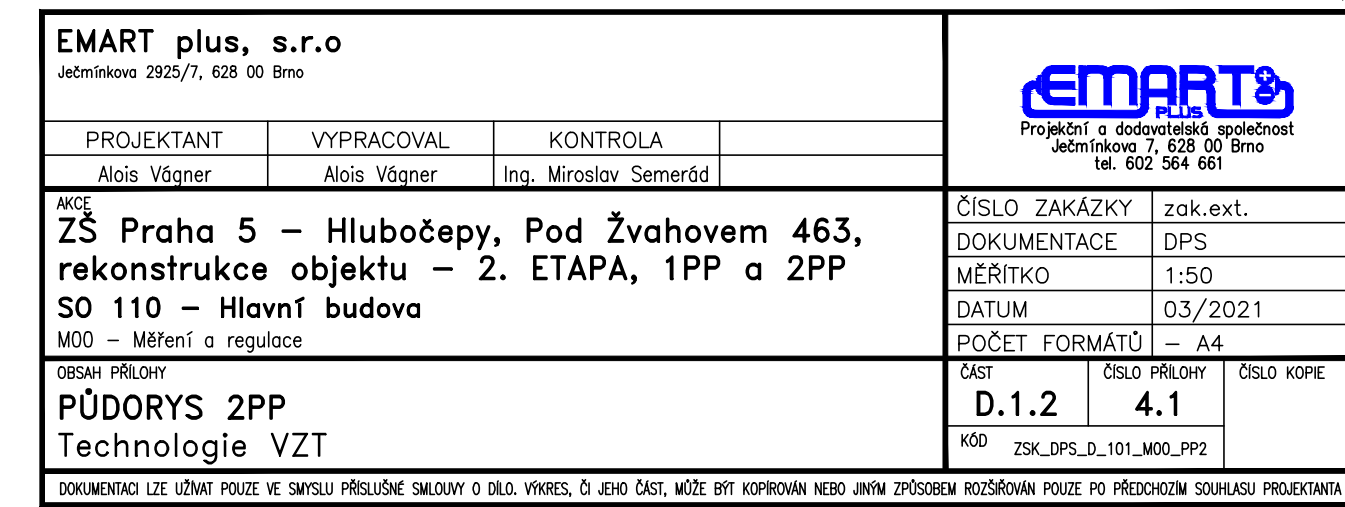 EMART plus, s.r.o
Ječmínkova 2925/7, 628 00 Brno
PROJEKTANT VYPRACOVAL KONTROLA
Alois Vágner Alois Vágner Ing. Miroslav Semerád
EMART PLUS
Projekční a dodavatelská společnost
Ječmínkova 7, 628 00 Brno
tel. 602 564 661
AKCE
ZŠ Praha 5 – Hlubočepy, Pod Žvahovem 463,
rekonstrukce objektu – 2. ETAPA, 1PP a 2PP
SO 110 – Hlavní budova
M00 – Měření a regulace
ČÍSLO ZAKÁZKY zak.ext.
DOKUMENTACE DPS
MĚŘÍTKO 1:50
DATUM 03/2021
POČET FORMÁTŮ – A4
OBSAH PŘÍLOHY
PŮDORYS 2PP
Technologie VZT
ČÁST ČÍSLO PŘÍLOHY ČÍSLO KOPIE
D.1.2 4.1
KÓD ZSK_DPS_D_101_M00_PP2
DOKUMENTACI LZE UŽÍVAT POUZE VE SMYSLU PŘÍSLUŠNÉ SMLOUVY O DÍLO. VÝKRES, ČI JEHO ČÁST, MŮŽE BÝT KOPÍROVÁN NEBO JINÝM ZPŮSOBEM ROZŠIŘOVÁN POUZE PO PŘEDCHOZÍM SOUHLASU PROJEKTANTA